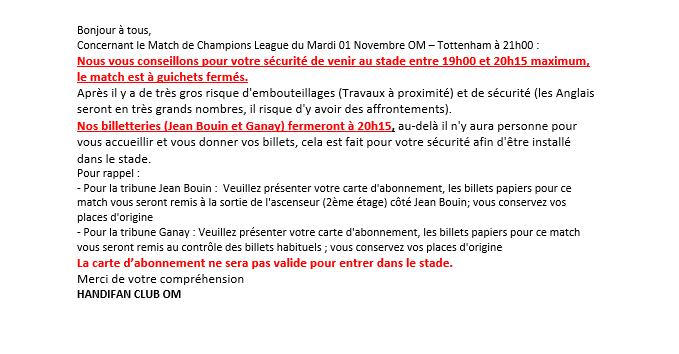 Bonjour à tous,
Concernant le Match de Champions League du Mardi 01 Novembre OM – Tottenham à 21h00 :
Nous vous conseillons pour votre sécurité de venir au stade entre 19h00 et 20h15 maximum,
le match est à guichets fermés.
Après il y a de très gros risque d'embouteillages (Travaux à proximité) et de sécurité (les Anglais
seront en très grands nombres, il risque d'y avoir des affrontements).
Nos billetteries (Jean Bouin et Ganay) fermeront à 20h15, au-delà il n'y aura personne pour
vous accueillir et vous donner vos billets, cela est fait pour votre sécurité afin d'être installé
dans le stade.
Pour rappel :
- Pour la tribune Jean Bouin :  Veuillez présenter votre carte d'abonnement, les billets papiers pour ce
match vous seront remis à la sortie de l'ascenseur (2ème étage) côté Jean Bouin; vous conservez vos
places d'origine
- Pour la tribune Ganay : Veuillez présenter votre carte d'abonnement, les billets papiers pour ce match
vous seront remis au contrôle des billets habituels ; vous conservez vos places d'origine
La carte d’abonnement ne sera pas valide pour entrer dans le stade.
Merci de votre compréhension
HANDIFAN CLUB OM